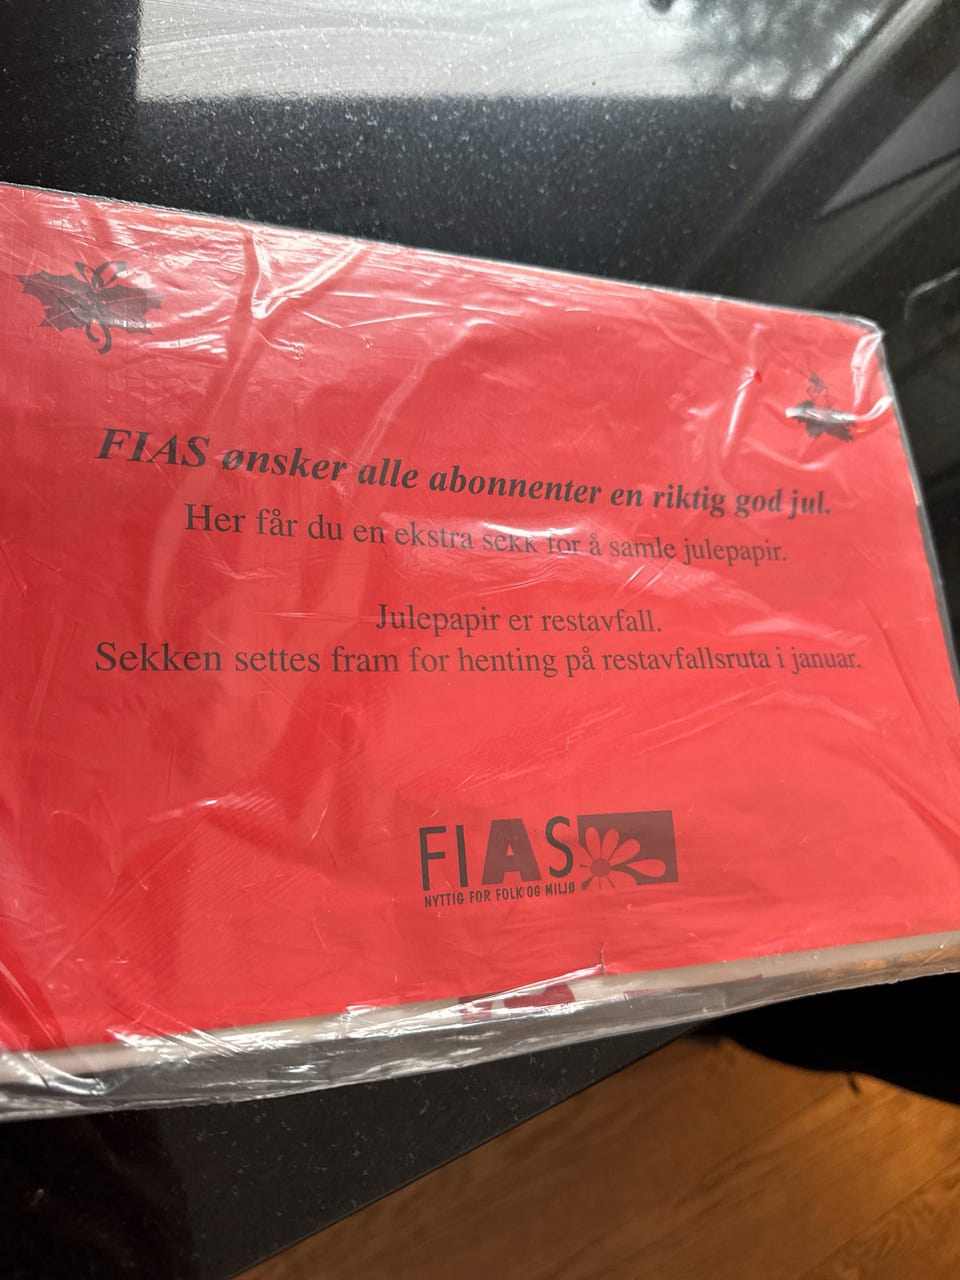 FIAS ønsker alle abonnenter en riktig god jul.
Her får du en ekstra sekk for å samle julepapir.
Julepapir er restavfall.
Sekken settes fram for henting på restavfallsruta i januar.
FIAS
NYTTIG FOR FOLK OG MILJØ